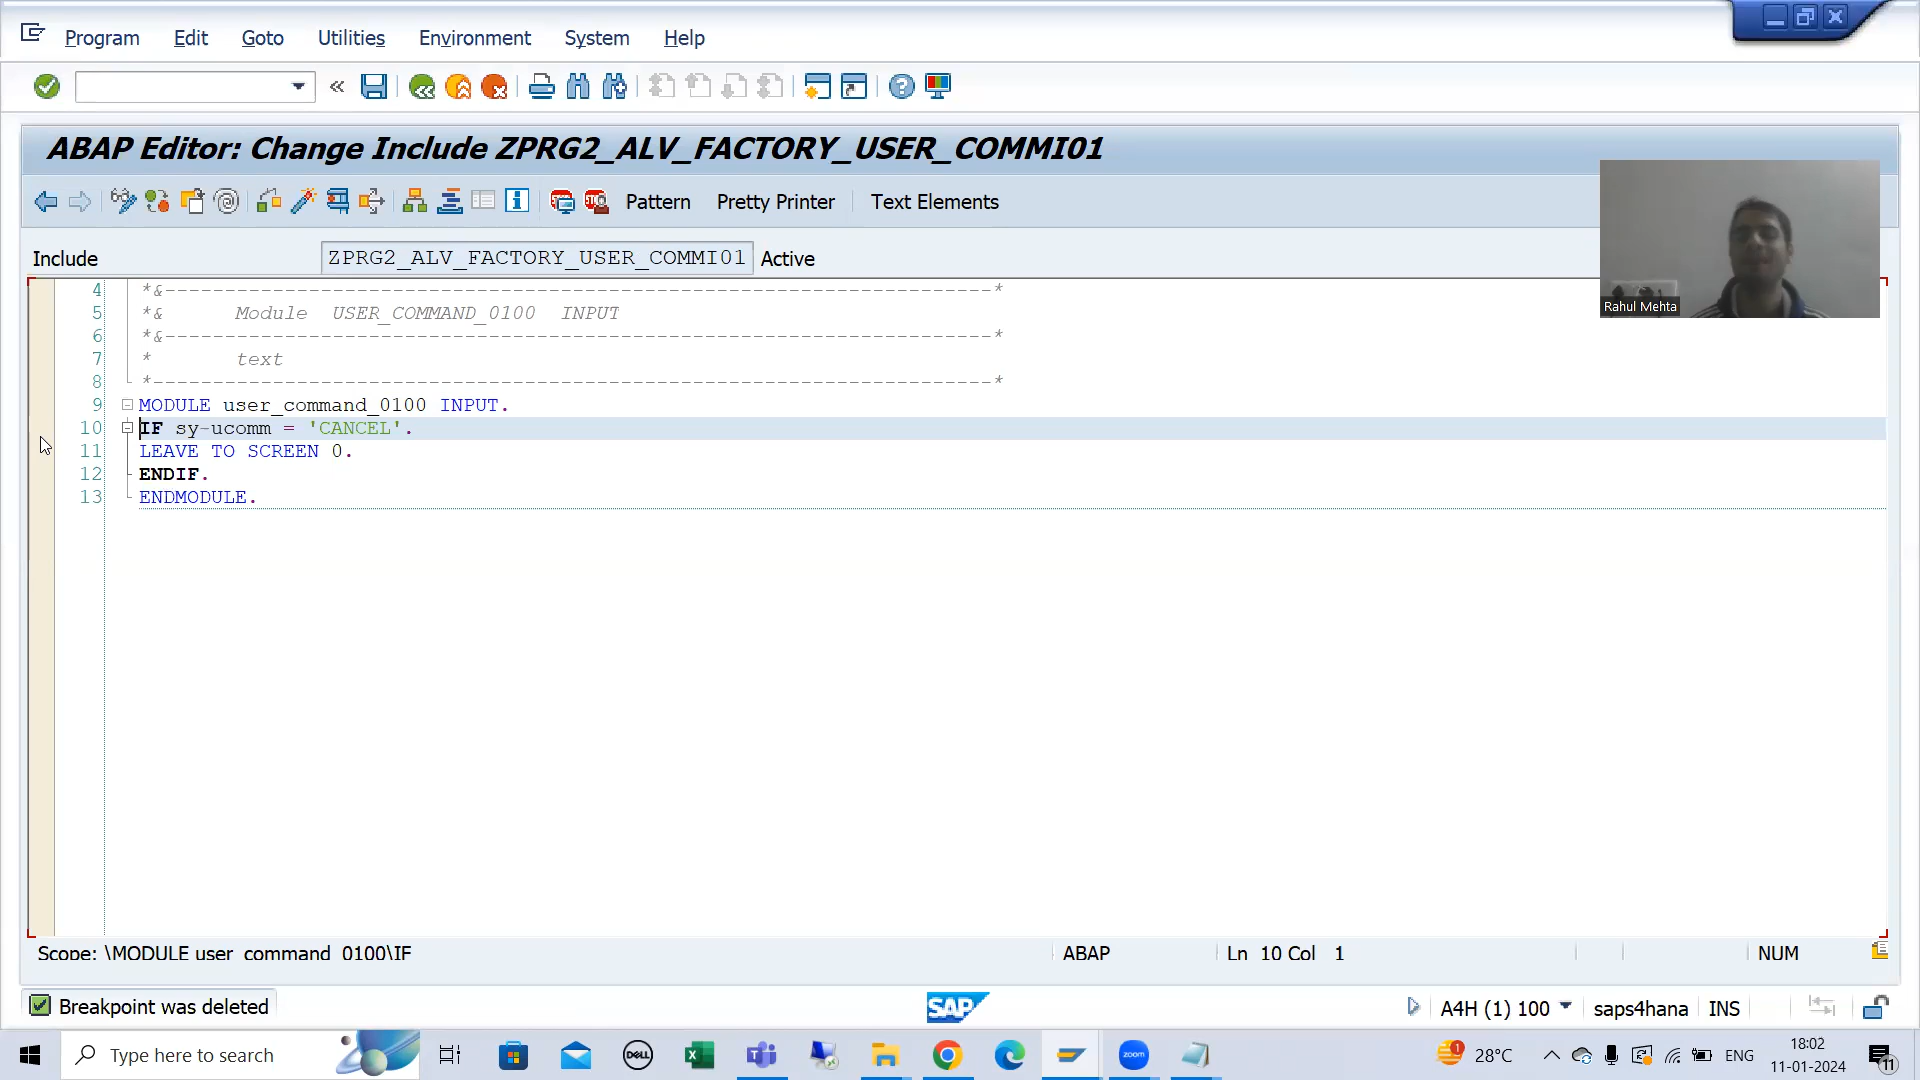 Program Edit Goto Utilities Environment System Help
ABAP Editor: Change Include ZPRG2_ALV_FACTORY_USER_COMMI01
Pattern Pretty Printer Text Elements
Include ZPRG2_ALV_FACTORY_USER_COMMI01 Active
Rahul Mehta
4 *&---------------------------------------------------------------------*
5 *& Module USER_COMMAND_0100 INPUT
6 *&---------------------------------------------------------------------*
7 * text
8 *----------------------------------------------------------------------*
9 MODULE user_command_0100 INPUT.
10 IF sy-ucomm = 'CANCEL'.
11 LEAVE TO SCREEN 0.
12 ENDIF.
13 ENDMODULE.
Scope: \MODULE user_command_0100\IF ABAP Ln 10 Col 1 NUM
Breakpoint was deleted SAP A4H (1) 100 saps4hana INS
Type here to search DELL zoom 1 28°C ENG 18:02
11-01-2024 11